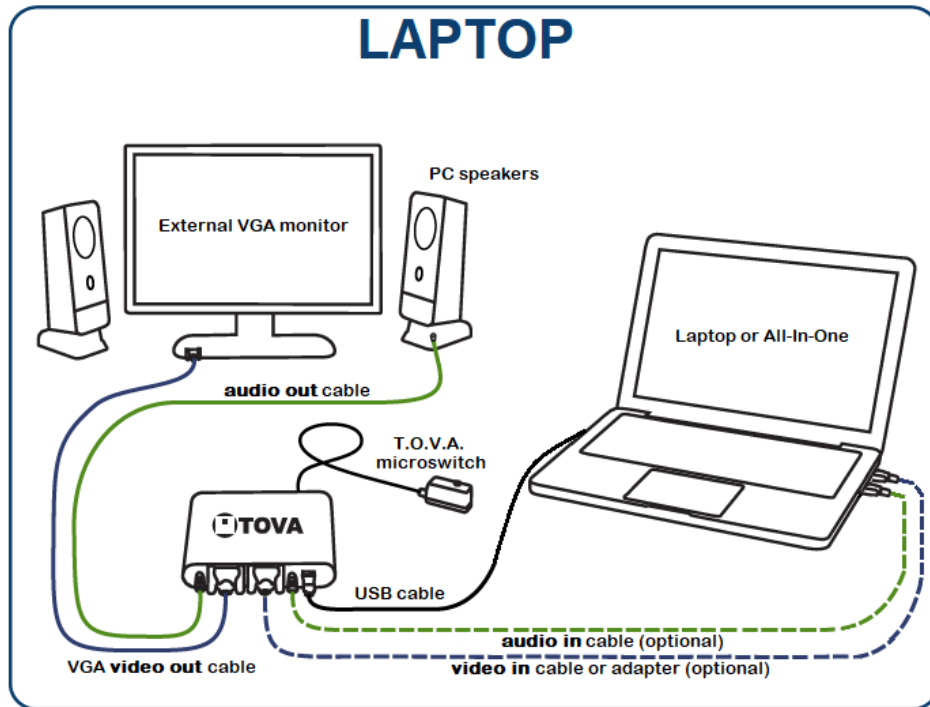 LAPTOP
PC speakers
External VGA monitor
Laptop or All-In-One
audio out cable
T.O.V.A.
microswitch
TOVA
USB cable
audio in cable (optional)
VGA video out cable
video in cable or adapter (optional)